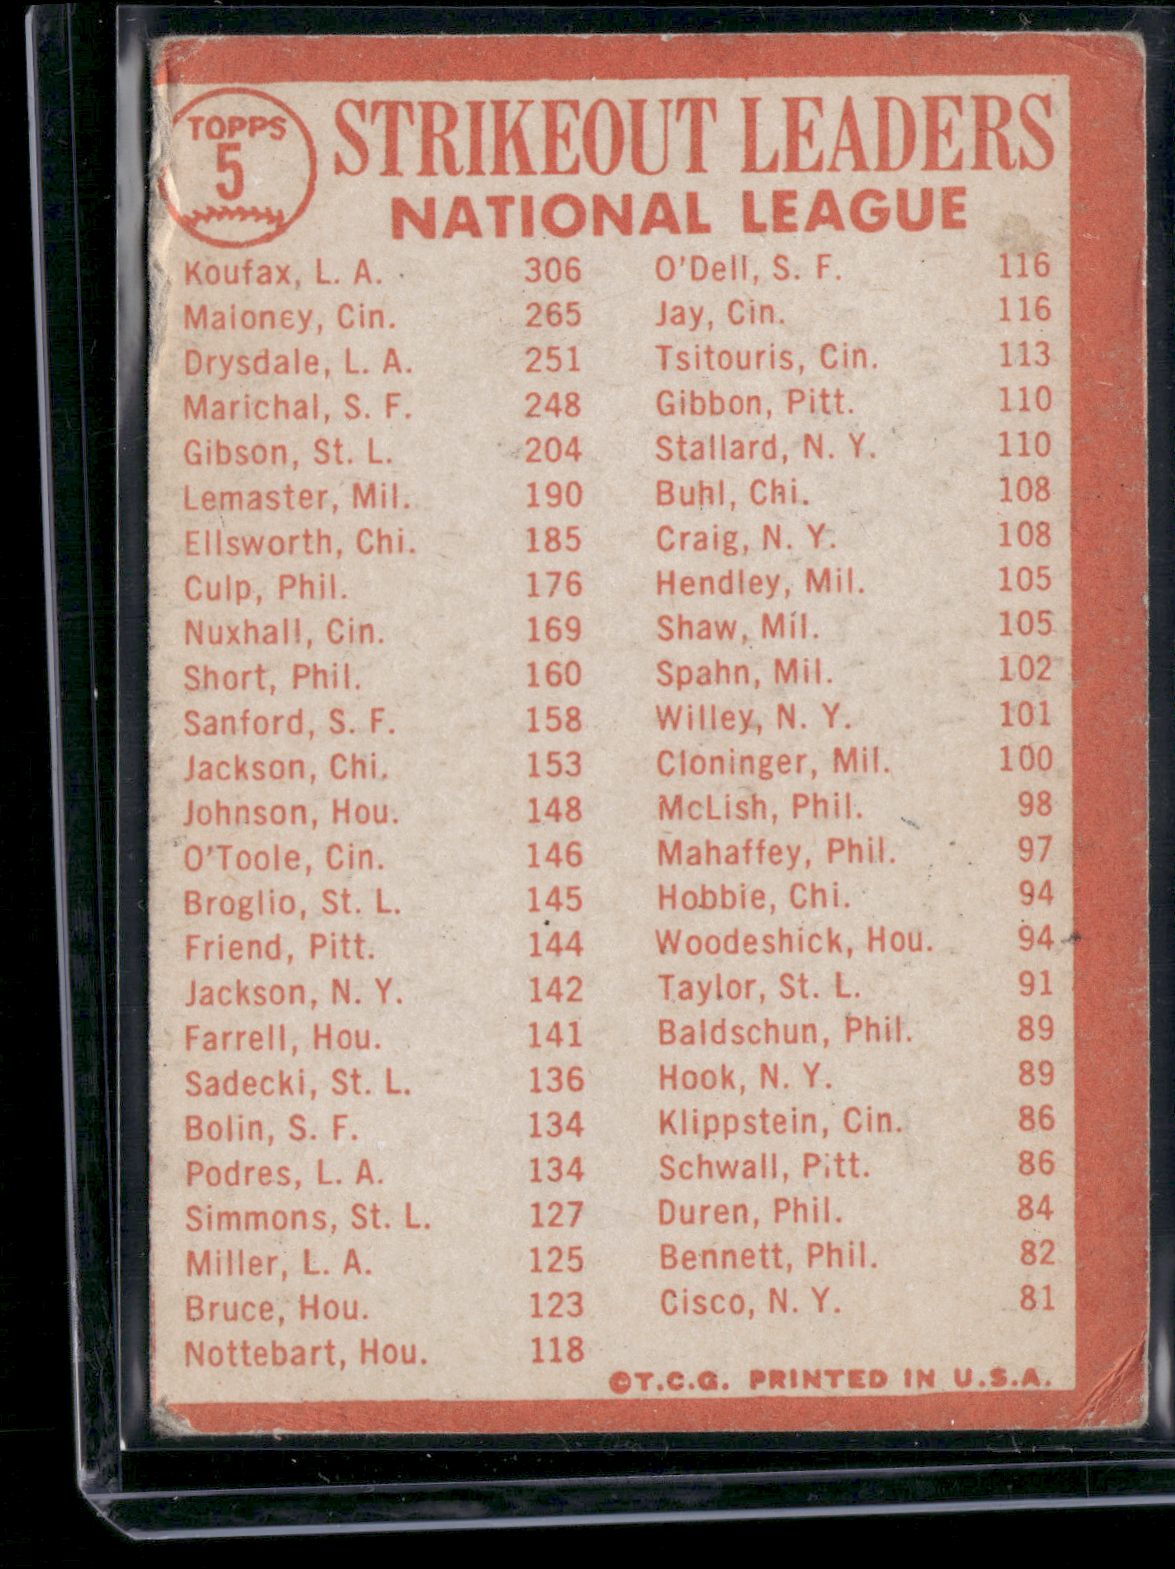 TOPPS
5
STRIKEOUT LEADERS
NATIONAL LEAGUE
Koufax, L. A. 306
Maloney, Cin. 265
Drysdale, L. A. 251
Marichal, S. F. 248
Gibson, St. L. 204
Lemaster, Mil. 190
Ellsworth, Chi. 185
Culp, Phil. 176
Nuxhall, Cin. 169
Short, Phil. 160
Sanford, S. F. 158
Jackson, Chi. 153
Johnson, Hou. 148
O'Toole, Cin. 146
Broglio, St. L. 145
Friend, Pitt. 144
Jackson, N. Y. 142
Farrell, Hou. 141
Sadecki, St. L. 136
Bolin, S. F. 134
Podres, L. A. 134
Simmons, St. L. 127
Miller, L. A. 125
Bruce, Hou. 123
Nottebart, Hou. 118
O'Dell, S. F. 116
Jay, Cin. 116
Tsitouris, Cin. 113
Gibbon, Pitt. 110
Stallard, N. Y. 110
Buhl, Chi. 108
Craig, N. Y. 108
Hendley, Mil. 105
Shaw, Mil. 105
Spahn, Mil. 102
Willey, N. Y. 101
Cloninger, Mil. 100
McLish, Phil. 98
Mahaffey, Phil. 97
Hobbie, Chi. 94
Woodeshick, Hou. 94
Taylor, St. L. 91
Baldschun, Phil. 89
Hook, N. Y. 89
Klippstein, Cin. 86
Schwall, Pitt. 86
Duren, Phil. 84
Bennett, Phil. 82
Cisco, N. Y. 81
©T.C.G. PRINTED IN U.S.A.